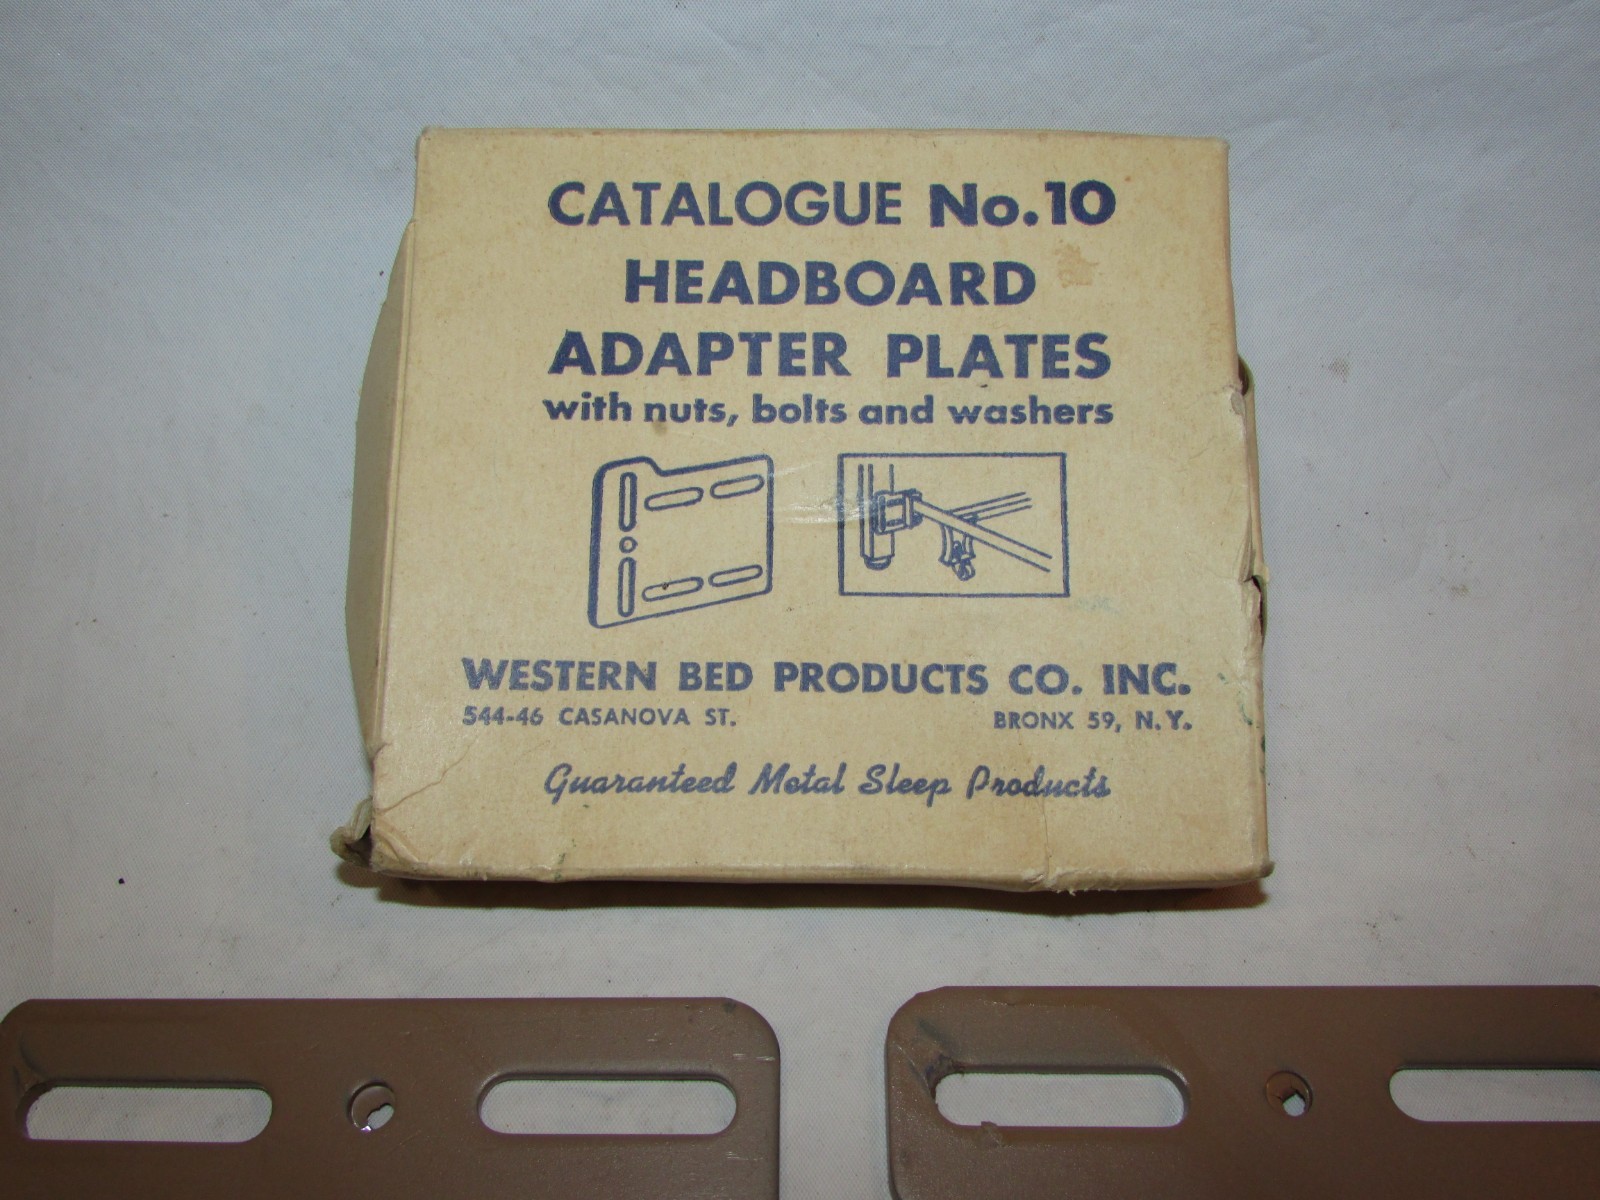 CATALOGUE No.10
HEADBOARD
ADAPTER PLATES
with nuts, bolts and washers
WESTERN BED PRODUCTS CO. INC.
544-46 CASANOVA ST. BRONX 59, N.Y.
Guaranteed Metal Sleep Products